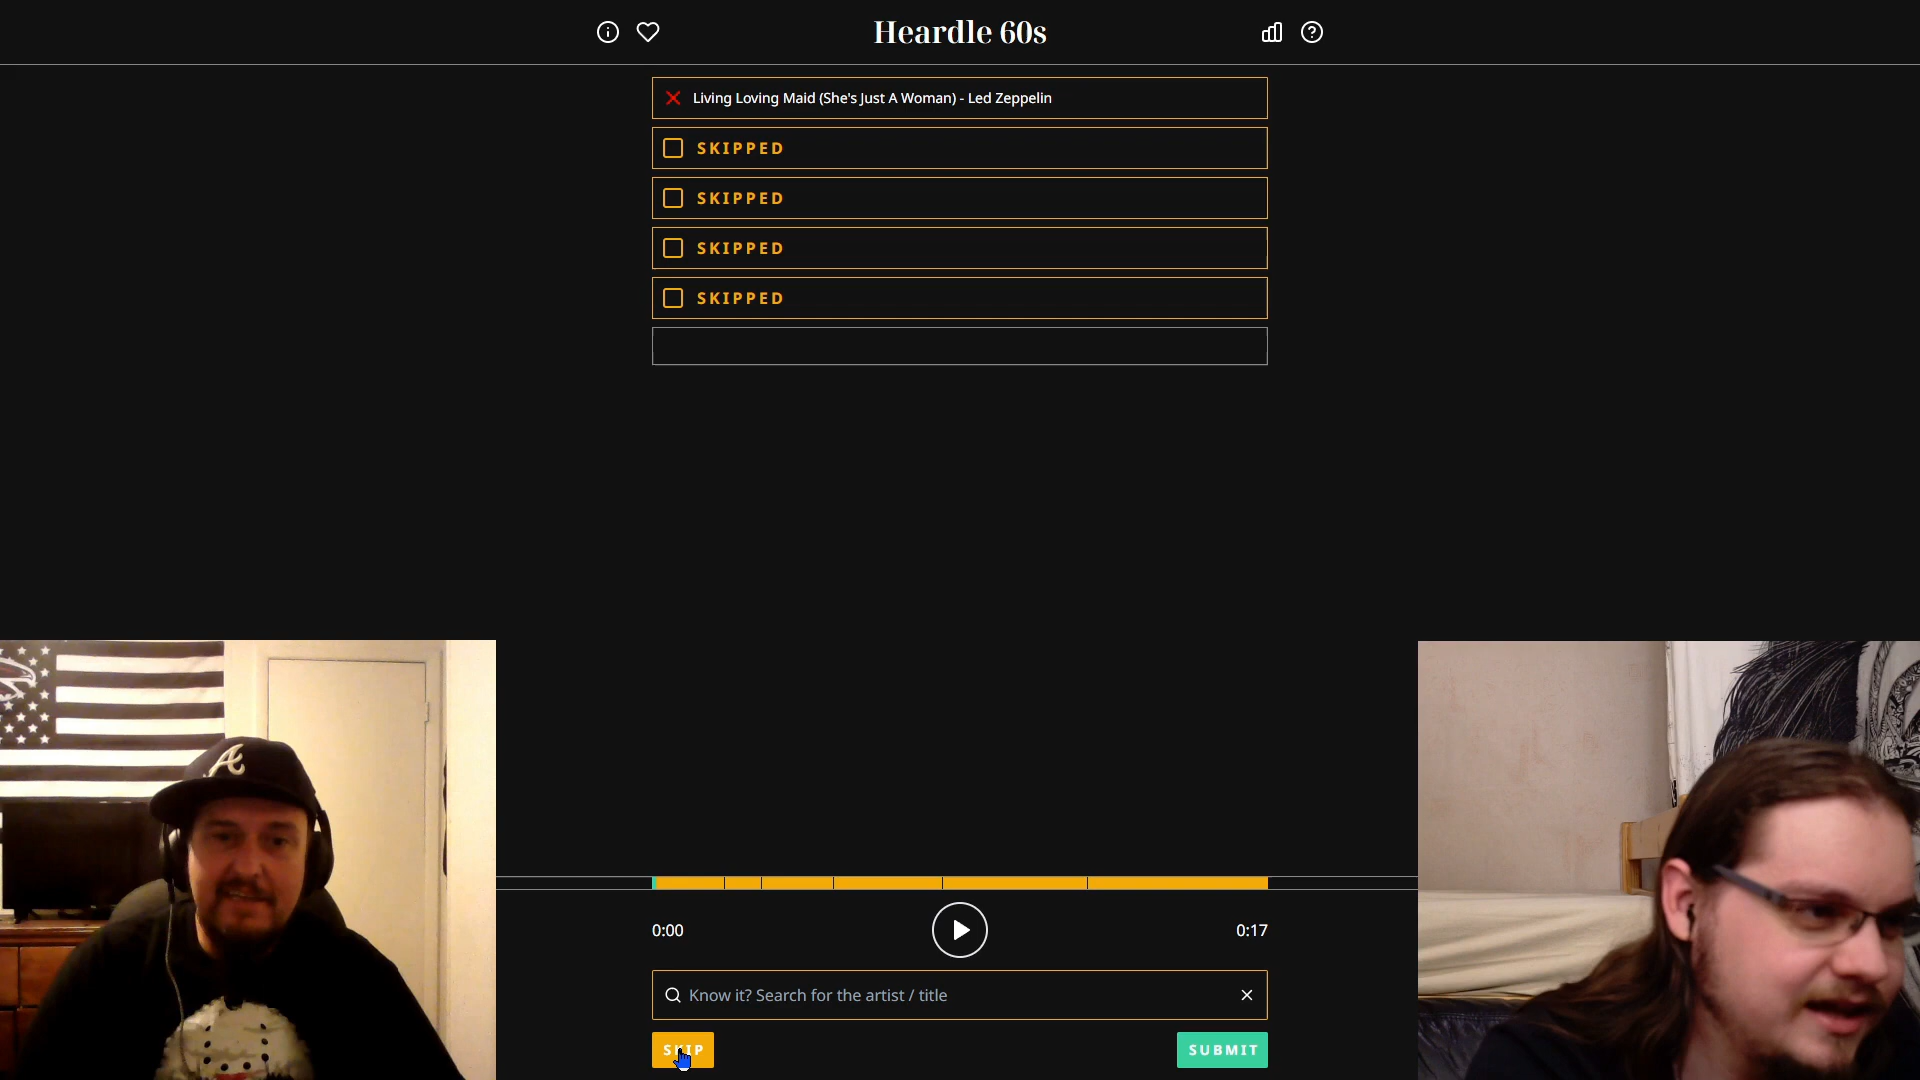 Heardle 60s
Living Loving Maid (She's Just A Woman) - Led Zeppelin
SKIPPED
SKIPPED
SKIPPED
SKIPPED
A
0:00
0:17
Know it? Search for the artist / title
SKIP
SUBMIT